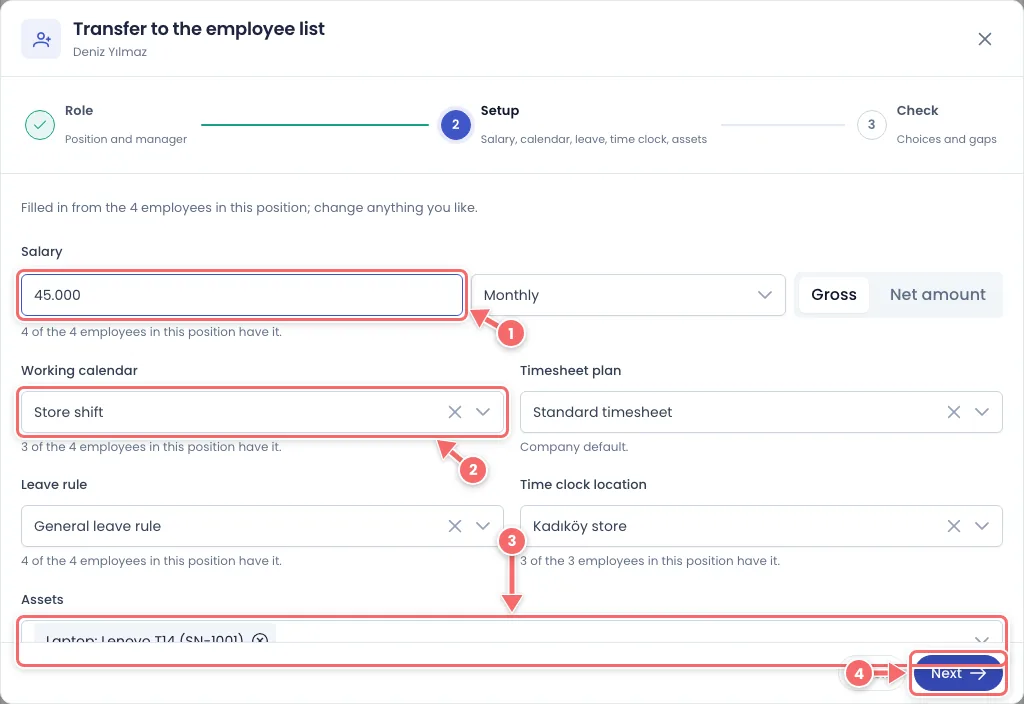 Transfer to the employee list
Deniz Yılmaz
Role
Position and manager
2
Setup
Salary, calendar, leave, time clock, assets
3
Check
Choices and gaps
Filled in from the 4 employees in this position; change anything you like.
Salary
45.000
Monthly
Gross
Net amount
4 of the 4 employees in this position have it.
1
Working calendar
Timesheet plan
Store shift
Standard timesheet
3 of the 4 employees in this position have it.
Company default.
2
Leave rule
Time clock location
General leave rule
Kadıköy store
3
4 of the 4 employees in this position have it.
3 of the 3 employees in this position have it.
Assets
Laptop: Lenovo T14 (SN-1001)
4
Next